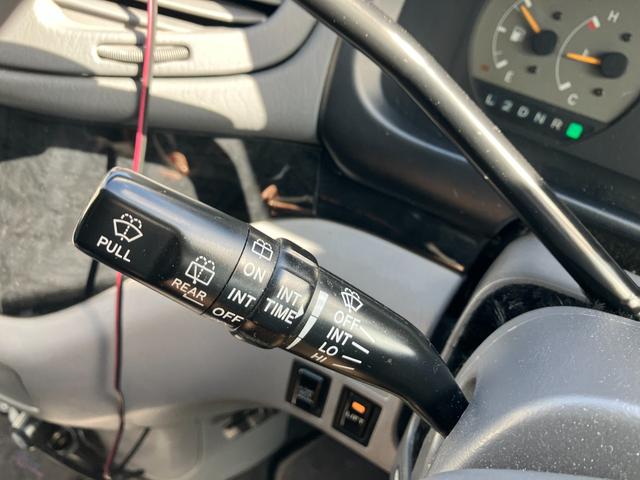 H
E
C
L 2 D N R
PULL
REAR
ON
INT
OFF
INT
TIME
OFF
INT
LO
HI